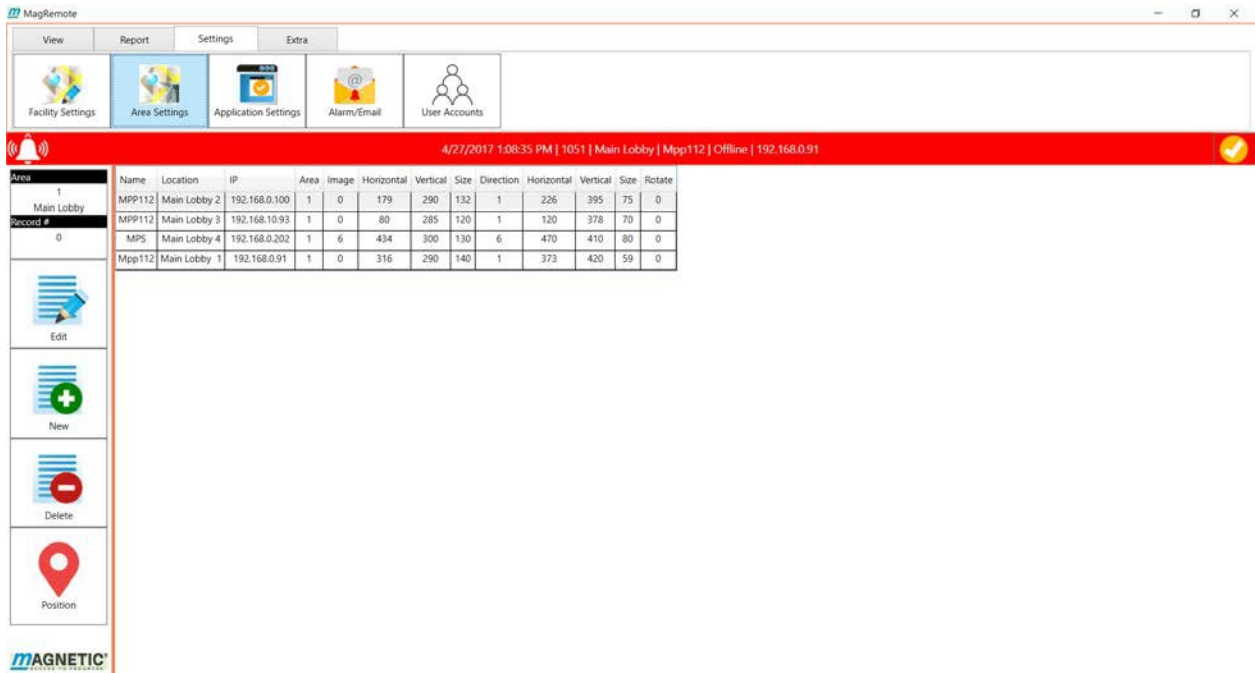 MagRemote
View Report Settings Extra
Facility Settings Area Settings Application Settings Alarm/Email User Accounts
4/27/2017 1:08:35 PM | 1051 | Main Lobby | Mpp112 | Offline | 192.168.0.91
Area
1
Main Lobby
Record #
0
Edit
New
Delete
Position
MAGNETIC
Name Location IP Area Image Horizontal Vertical Size Direction Horizontal Vertical Size Rotate
MPP112 Main Lobby 2 192.168.0.100 1 0 179 290 132 1 226 395 75 0
MPP112 Main Lobby 3 192.168.10.93 1 0 80 285 120 1 120 378 70 0
MPS Main Lobby 4 192.168.0.202 1 6 434 300 130 6 470 410 80 0
Mpp112 Main Lobby 1 192.168.0.91 1 0 316 290 140 1 373 420 59 0